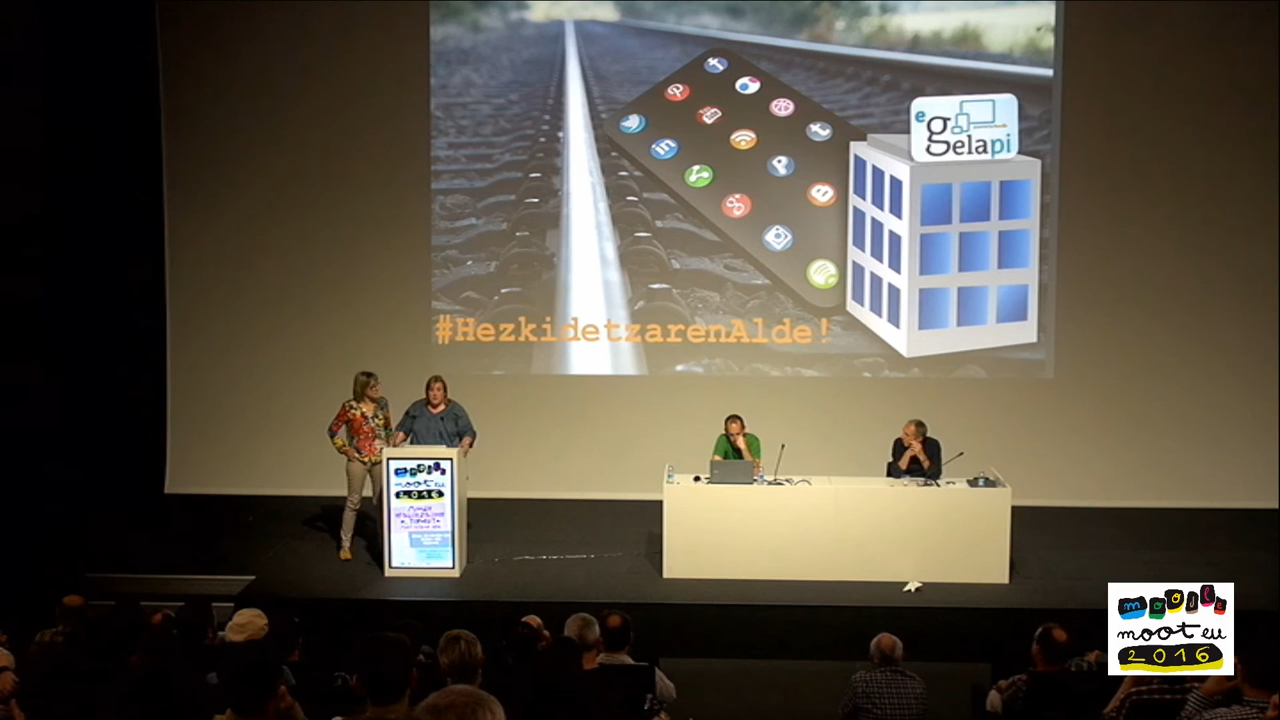 e
gelapi
#HezkidetzarenAlde!
moodle
moot eu
2016
moodle
moot eu
2016